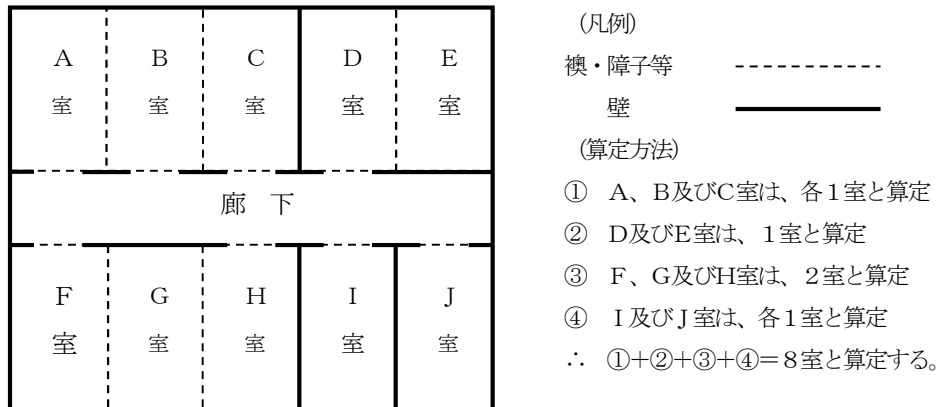 A B C D E
室 室 室 室 室
廊 下
F G H I J
室 室 室 室 室
(凡例)
襖・障子等
壁
(算定方法)
① A、B及びC室は、各1室と算定
② D及びE室は、1室と算定
③ F、G及びH室は、2室と算定
④ I及びJ室は、各1室と算定
∴ ①+②+③+④=8室と算定する。